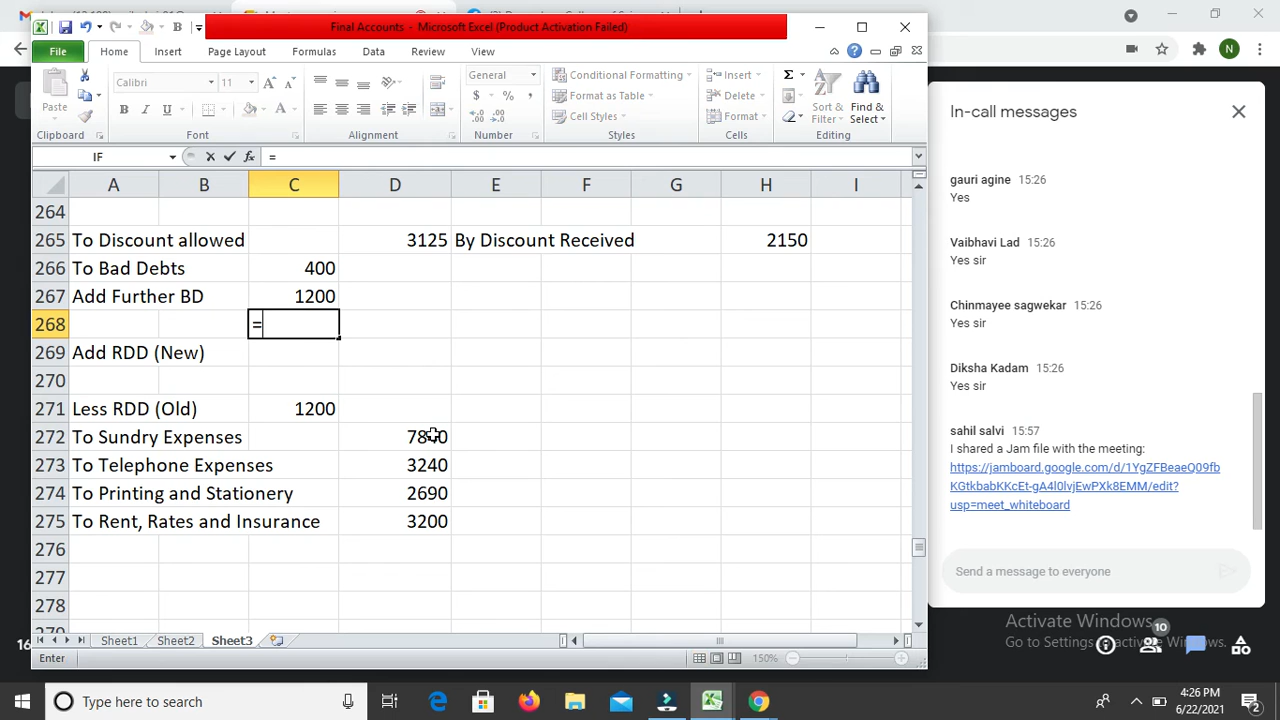 Final Accounts - Microsoft Excel (Product Activation Failed)
File Home Insert Page Layout Formulas Data Review View
Paste
Calibri 11
B I U
General
$ % ,
Conditional Formatting
Format as Table
Cell Styles
Insert
Delete
Format
Σ
Sort & Filter
Find & Select
Clipboard Font Alignment Number Styles Cells Editing
IF fx =
A B C D E F G H I
264
265 To Discount allowed 3125 By Discount Received 2150
266 To Bad Debts 400
267 Add Further BD 1200
268 =
269 Add RDD (New)
270
271 Less RDD (Old) 1200
272 To Sundry Expenses
273 To Telephone Expenses 3240
274 To Printing and Stationery 2690
275 To Rent, Rates and Insurance 3200
276
277
278
Sheet1 Sheet2 Sheet3
Enter 150%
N
In-call messages
gauri agine 15:26
Yes
Vaibhavi Lad 15:26
Yes sir
Chinmayee sagwekar 15:26
Yes sir
Diksha Kadam 15:26
Yes sir
sahil salvi 15:57
I shared a Jam file with the meeting:
https://jamboard.google.com/d/1YgZFBeaeQ09fb
KGtkbabKKcEt-gA4l0lvjEwPXk8EMM/edit?
usp=meet_whiteboard
Send a message to everyone
Activate Windows
Go to Settings to activate Windows.
10
16
Type here to search
4:26 PM
6/22/2021
2